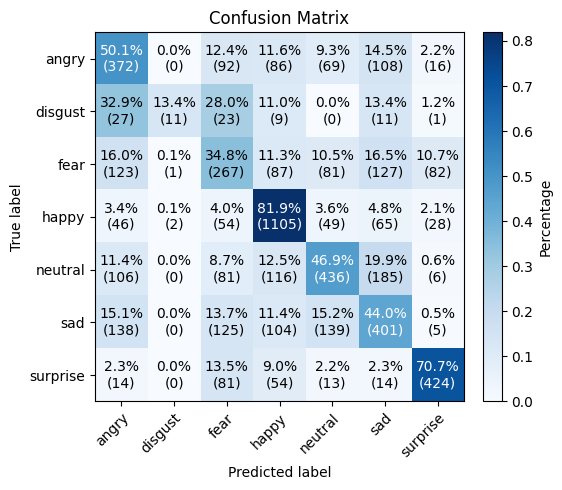 Confusion Matrix
angry
50.1% 0.0% 12.4% 11.6% 9.3% 14.5% 2.2%
(372) (0) (92) (86) (69) (108) (16)
disgust
32.9% 13.4% 28.0% 11.0% 0.0% 13.4% 1.2%
(27) (11) (23) (9) (0) (11) (1)
fear
16.0% 0.1% 34.8% 11.3% 10.5% 16.5% 10.7%
(123) (1) (267) (87) (81) (127) (82)
happy
3.4% 0.1% 4.0% 81.9% 3.6% 4.8% 2.1%
(46) (2) (54) (1105) (49) (65) (28)
neutral
11.4% 0.0% 8.7% 12.5% 46.9% 19.9% 0.6%
(106) (0) (81) (116) (436) (185) (6)
sad
15.1% 0.0% 13.7% 11.4% 15.2% 44.0% 0.5%
(138) (0) (125) (104) (139) (401) (5)
surprise
2.3% 0.0% 13.5% 9.0% 2.2% 2.3% 70.7%
(14) (0) (81) (54) (13) (14) (424)
True label
angry disgust fear happy neutral sad surprise
Predicted label
0.8
0.7
0.6
0.5
0.4
0.3
0.2
0.1
0.0
Percentage